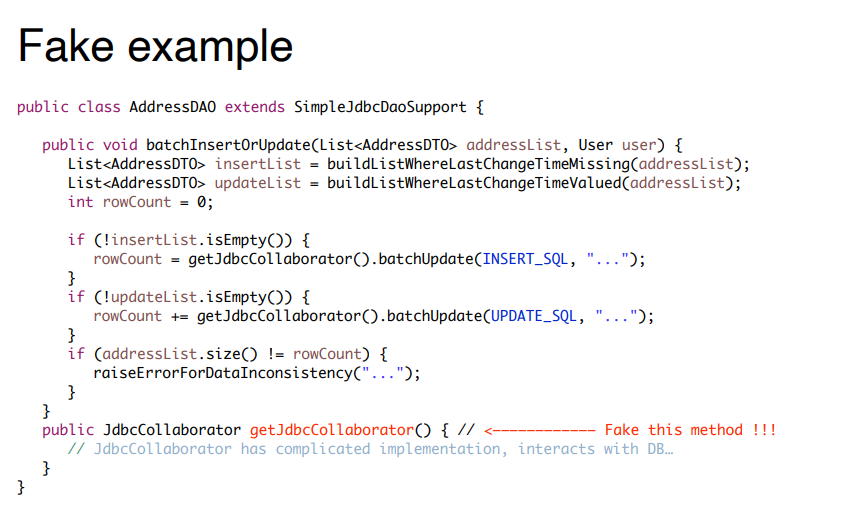 Fake example
public class AddressDAO extends SimpleJdbcDaoSupport {
public void batchInsertOrUpdate(List<AddressDTO> addressList, User user) {
List<AddressDTO> insertList = buildListWhereLastChangeTimeMissing(addressList);
List<AddressDTO> updateList = buildListWhereLastChangeTimeValued(addressList);
int rowCount = 0;
if (!insertList.isEmpty()) {
rowCount = getJdbcCollaborator().batchUpdate(INSERT_SQL, "...");
}
if (!updateList.isEmpty()) {
rowCount += getJdbcCollaborator().batchUpdate(UPDATE_SQL, "...");
}
if (addressList.size() != rowCount) {
raiseErrorForDataInconsistency("...");
}
}
public JdbcCollaborator getJdbcCollaborator() { // <------------ Fake this method !!!
// JdbcCollaborator has complicated implementation, interacts with DB…
}
}